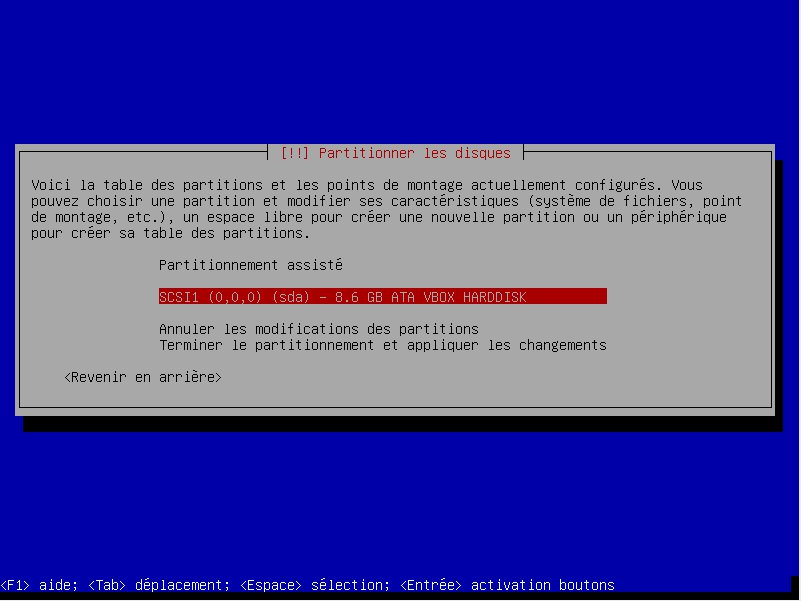 [!!] Partitionner les disques
Voici la table des partitions et les points de montage actuellement configurés. Vous
pouvez choisir une partition et modifier ses caractéristiques (système de fichiers, point
de montage, etc.), un espace libre pour créer une nouvelle partition ou un périphérique
pour créer sa table des partitions.
Partitionnement assisté
SCSI1 (0,0,0) (sda) - 8.6 GB ATA VBOX HARDDISK
Annuler les modifications des partitions
Terminer le partitionnement et appliquer les changements
<Revenir en arrière>
<F1> aide; <Tab> déplacement; <Espace> sélection; <Entrée> activation boutons